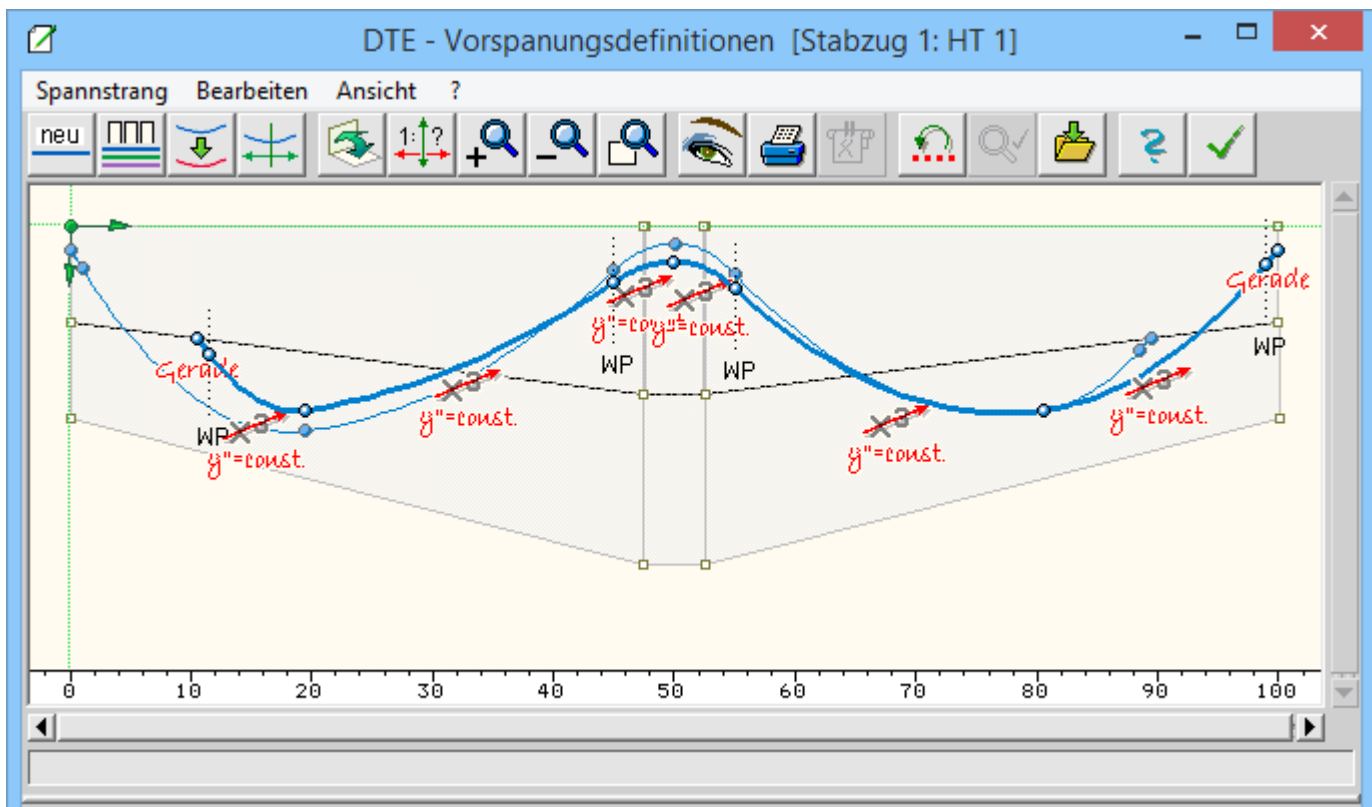 DTE - Vorspanungsdefinitionen [Stabzug 1: HT 1]
Spannstrang Bearbeiten Ansicht ?
neu 1:?
Gerade
y"=const. y"=const.
WP
WP
Gerade
WP
y"=const.
WP
y"=const.
y"=const.
y"=const.
0 10 20 30 40 50 60 70 80 90 100